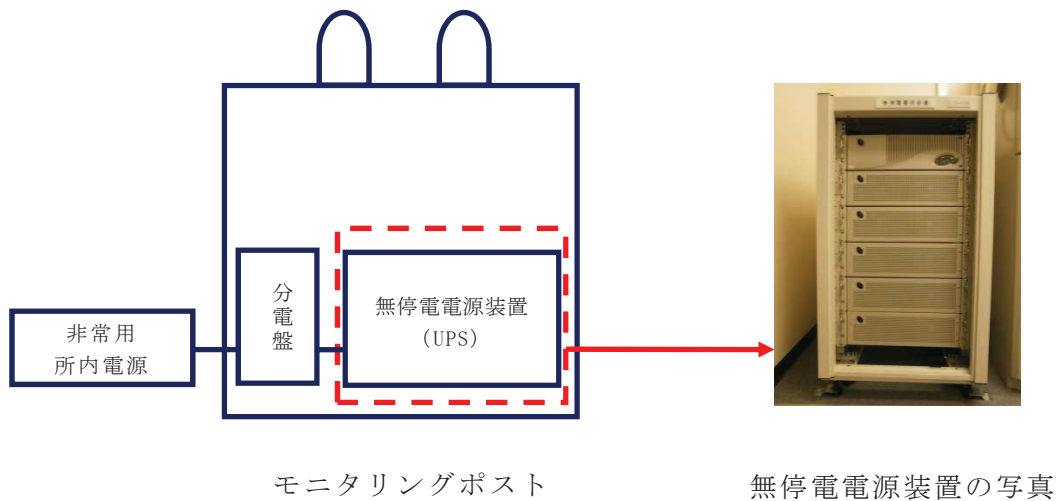 非常用
所内電源
分電盤
無停電電源装置
（UPS）
モニタリングポスト
無停電電源装置の写真